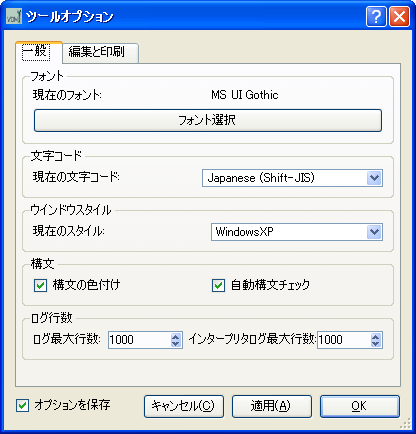 ツールオプション
一般
編集と印刷
フォント
現在のフォント: MS UI Gothic
フォント選択
文字コード
現在の文字コード: Japanese (Shift-JIS)
ウインドウスタイル
現在のスタイル: WindowsXP
構文
構文の色付け 自動構文チェック
ログ行数
ログ最大行数: 1000 インタープリタログ最大行数: 1000
オプションを保存 キャンセル(C) 適用(A) OK